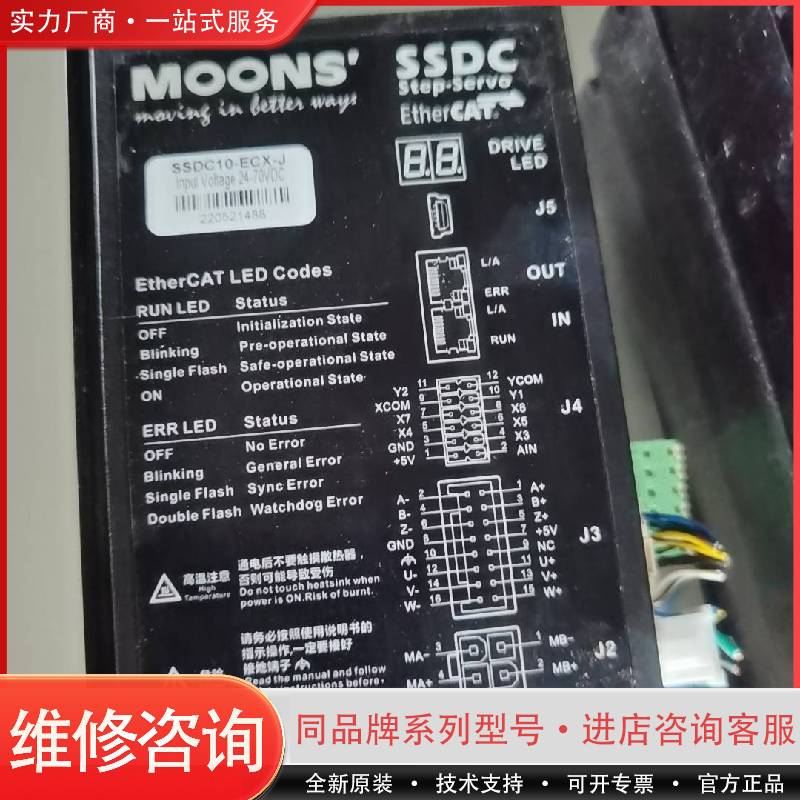 实力厂商·一站式服务
MOONS'
moving in better ways
SSDC
Step-Servo
EtherCAT
SSDC10-ECX-J
Input Voltage 24-70VDC
220521486
8.8.
DRIVE
LED
J5
L/A
OUT
ERR
L/A
IN
RUN
EtherCAT LED Codes
RUN LED Status
OFF Initialization State
Blinking Pre-operational State
Single Flash Safe-operational State
ON Operational State
ERR LED Status
OFF No Error
Blinking General Error
Single Flash Sync Error
Double Flash Watchdog Error
Y2 11 12 YCOM
XCOM 9 10 Y1
X7 7 8 X6
X4 5 6 X5
GND 3 4 X3
+5V 1 2 AIN
J4
A- 2 1 A+
B- 4 3 B+
Z- 6 5 Z+
GND 8 7 +5V
10 9 NC
U- 12 11 U+
V- 14 13 V+
W- 16 15 W+
J3
MA- 3 1 MB-
MA+ 4 2 MB+
J2
高温注意
High
Temperature
通电后不要触摸散热器,
否则可能导致受伤
Do not touch heatsink when
power is ON.Risk of burnt.
请务必按照使用说明书的
指示操作,一定要接好
接地端子
Read the manual and follow
instructions before
维修咨询
同品牌系列型号·进店咨询客服
全新原装 · 技术支持 · 可开专票 · 官方正品